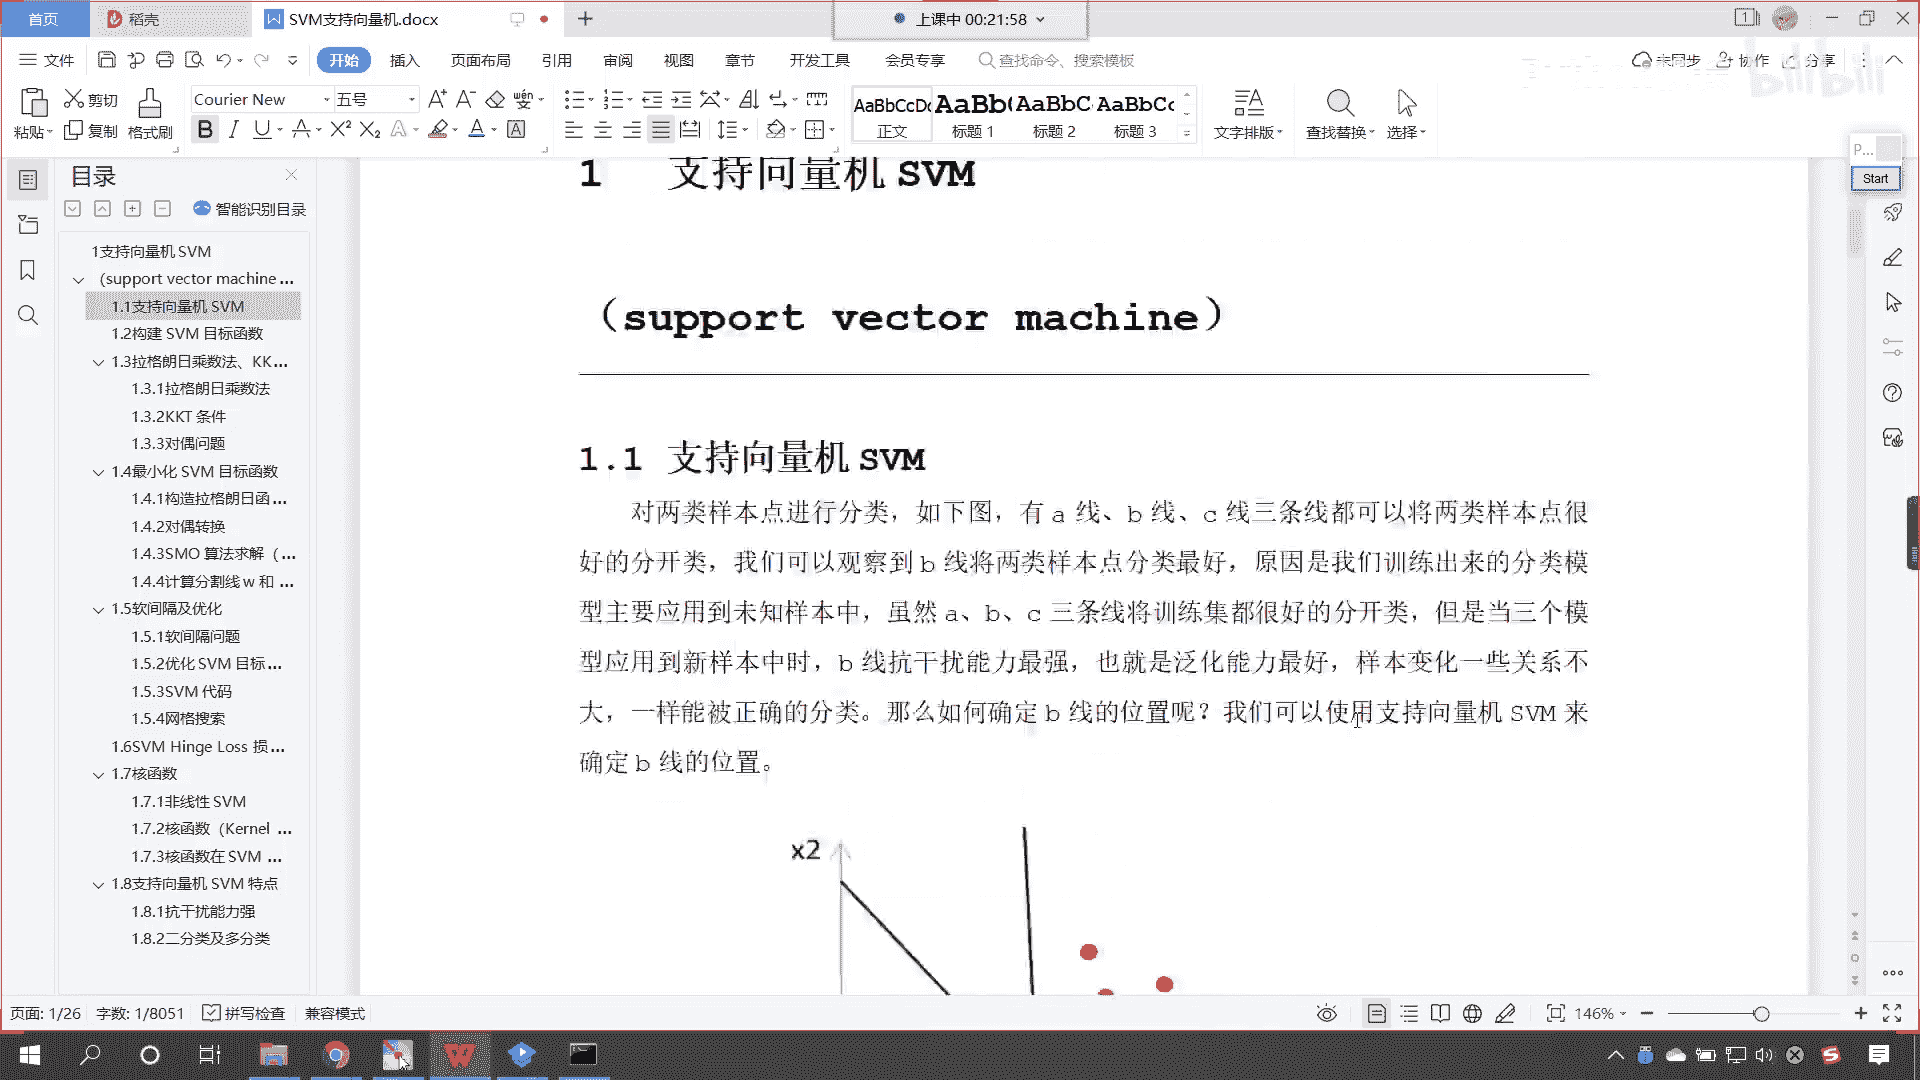 首页
稻壳
SVM支持向量机.docx
上课中 00:21:58
文件
开始
插入
页面布局
引用
审阅
视图
章节
开发工具
会员专享
查找命令、搜索模板
未同步
协作
分享
bilibili
粘贴
剪切
复制
格式刷
Courier New
五号
AaBbCcDd
正文
AaBb(
标题 1
AaBbC
标题 2
AaBbCc
标题 3
文字排版
查找替换
选择
P...
Start
目录
智能识别目录
1支持向量机 SVM
（support vector machine ...
1.1支持向量机 SVM
1.2构建 SVM 目标函数
1.3拉格朗日乘数法、KK...
1.3.1拉格朗日乘数法
1.3.2KKT 条件
1.3.3对偶问题
1.4最小化 SVM 目标函数
1.4.1构造拉格朗日函 ...
1.4.2对偶转换
1.4.3SMO 算法求解（ ...
1.4.4计算分割线 w 和 ...
1.5软间隔及优化
1.5.1软间隔问题
1.5.2优化 SVM 目标...
1.5.3SVM 代码
1.5.4网格搜索
1.6SVM Hinge Loss 损...
1.7核函数
1.7.1非线性 SVM
1.7.2核函数（Kernel ...
1.7.3核函数在 SVM ...
1.8支持向量机 SVM 特点
1.8.1抗干扰能力强
1.8.2二分类及多分类
1 支持向量机 SVM
（support vector machine）
1.1 支持向量机 SVM
对两类样本点进行分类，如下图，有 a 线、b 线、c 线三条线都可以将两类样本点很
好的分开类，我们可以观察到 b 线将两类样本点分类最好，原因是我们训练出来的分类模
型主要应用到未知样本中，虽然 a、b、c 三条线将训练集都很好的分开类，但是当三个模
型应用到新样本中时，b 线抗干扰能力最强，也就是泛化能力最好，样本变化一些关系不
大，一样能被正确的分类。那么如何确定 b 线的位置呢？我们可以使用支持向量机 SVM 来
确定 b 线的位置。
x2
页面: 1/26
字数: 1/8051
拼写检查
兼容模式
146%